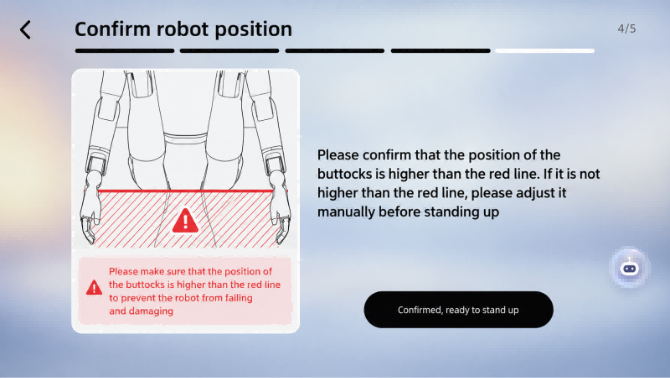 Confirm robot position
4/5
Please make sure that the position of
the buttocks is higher than the red line
to prevent the robot from falling
and damaging
Please confirm that the position of the
buttocks is higher than the red line. If it is not
higher than the red line, please adjust it
manually before standing up
Confirmed, ready to stand up